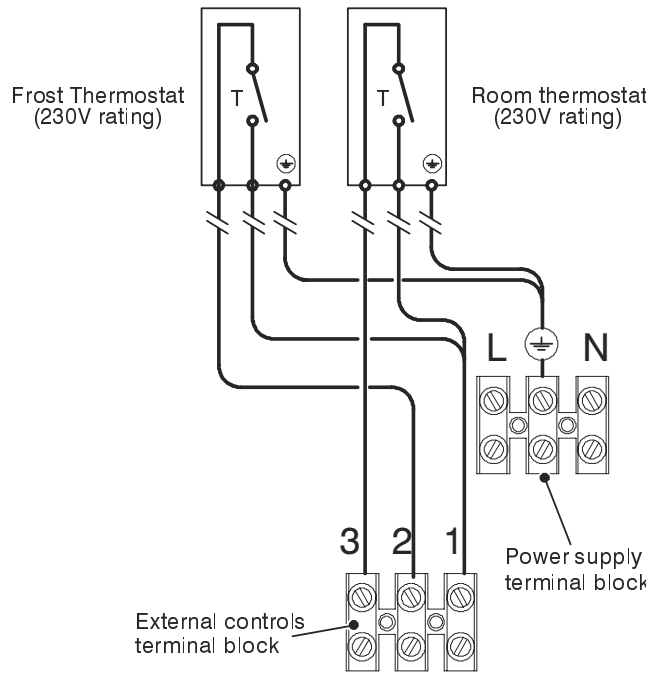 Frost Thermostat
(230V rating)
T
T
Room thermostat
(230V rating)
L
N
3 2 1
Power supply
terminal block
External controls
terminal block